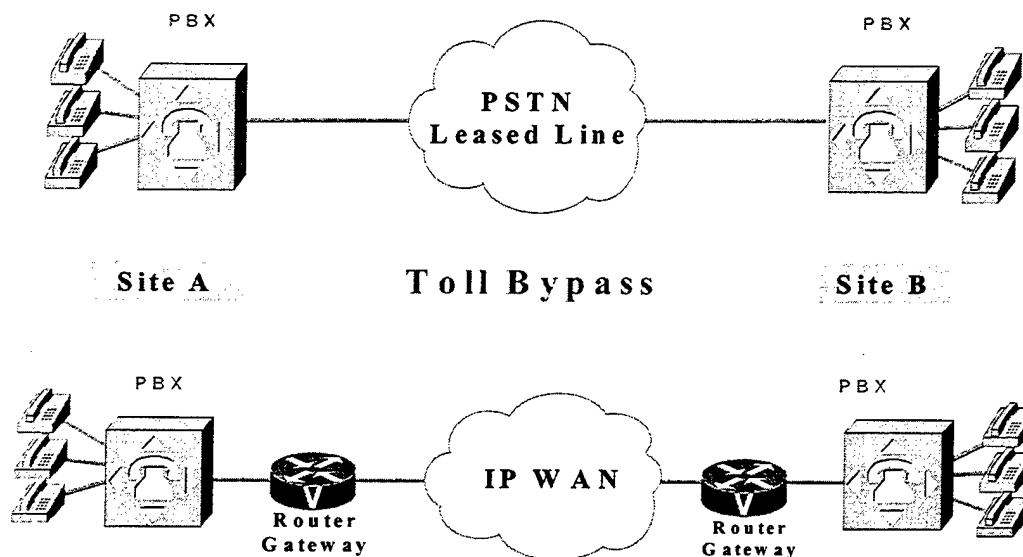 PBX
PBX
PSTN
Leased Line
Site A
Toll Bypass
Site B
PBX
PBX
IP WAN
V
V
Router
Gateway
Router
Gateway